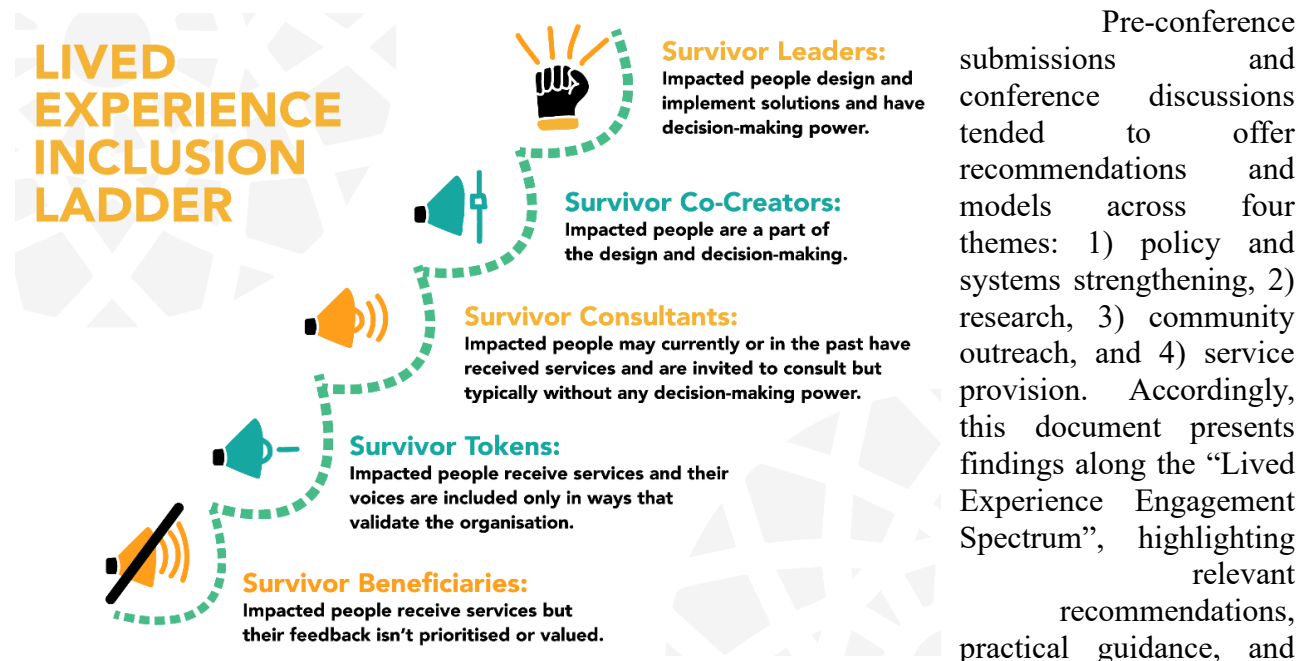 LIVED
EXPERIENCE
INCLUSION
LADDER
Survivor Leaders:
Impacted people design and
implement solutions and have
decision-making power.
Survivor Co-Creators:
Impacted people are a part of
the design and decision-making.
Survivor Consultants:
Impacted people may currently or in the past have
received services and are invited to consult but
typically without any decision-making power.
Survivor Tokens:
Impacted people receive services and their
voices are included only in ways that
validate the organisation.
Survivor Beneficiaries:
Impacted people receive services but
their feedback isn't prioritised or valued.
Pre-conference
submissions and
conference discussions
tended to offer
recommendations and
models across four
themes: 1) policy and
systems strengthening, 2)
research, 3) community
outreach, and 4) service
provision. Accordingly,
this document presents
findings along the “Lived
Experience Engagement
Spectrum”, highlighting
relevant
recommendations,
practical guidance, and